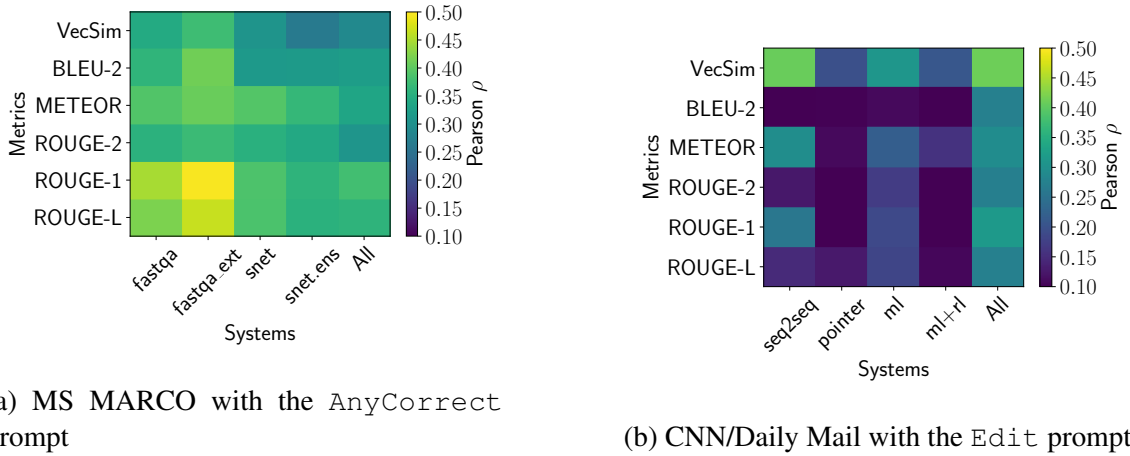 VecSim
BLEU-2
METEOR
ROUGE-2
ROUGE-1
ROUGE-L
Metrics
fastqa
fastqa_ext
snet
snet.ens
All
Systems
0.50
0.45
0.40
0.35
0.30
0.25
0.20
0.15
0.10
Pearson ρ
a) MS MARCO with the AnyCorrect
rompt
VecSim
BLEU-2
METEOR
ROUGE-2
ROUGE-1
ROUGE-L
Metrics
seq2seq
pointer
ml
ml+rl
All
Systems
0.50
0.45
0.40
0.35
0.30
0.25
0.20
0.15
0.10
Pearson ρ
(b) CNN/Daily Mail with the Edit prompt